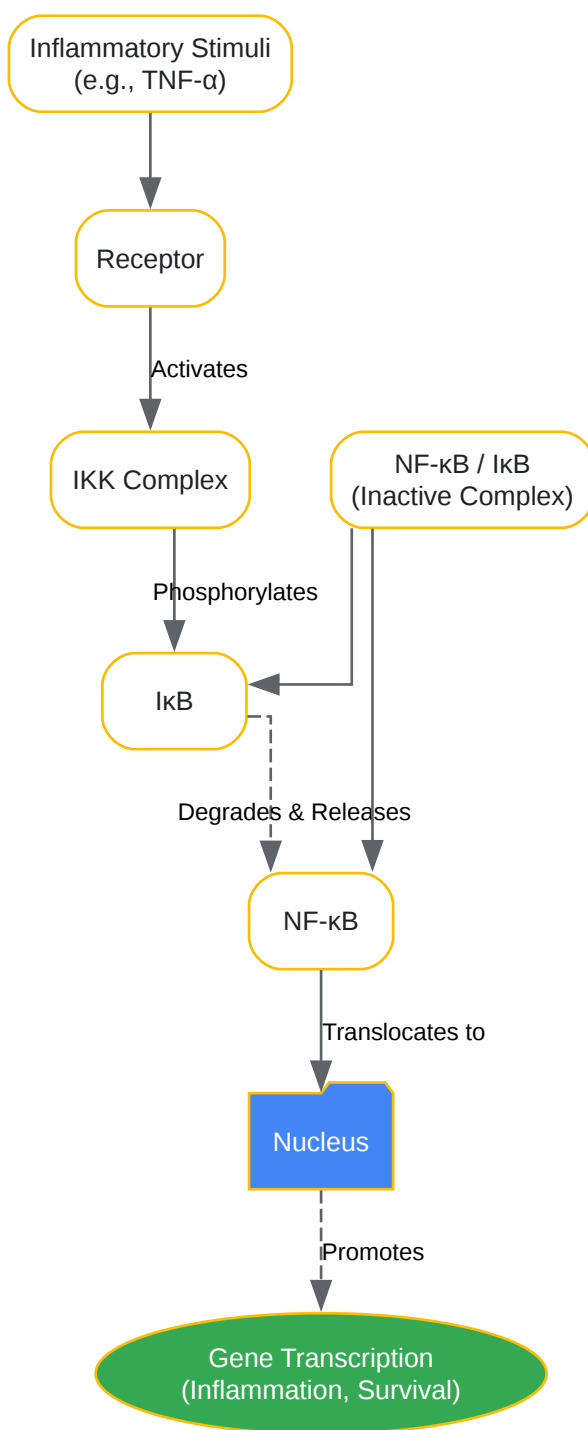 Inflammatory Stimuli
(e.g., TNF-α)
Receptor
Activates
IKK Complex
NF-κB / IκB
(Inactive Complex)
Phosphorylates
IκB
Degrades & Releases
NF-κB
Translocates to
Nucleus
Promotes
Gene Transcription
(Inflammation, Survival)